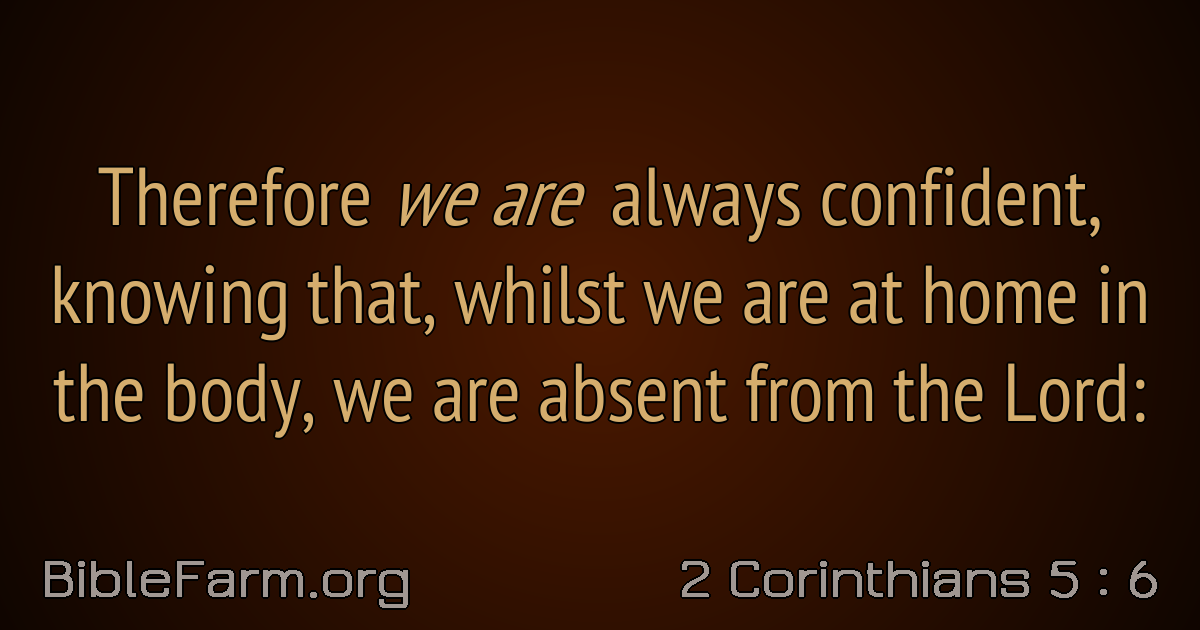 Therefore we are always confident,
knowing that, whilst we are at home in
the body, we are absent from the Lord:
BibleFarm.org
2 Corinthians 5 : 6